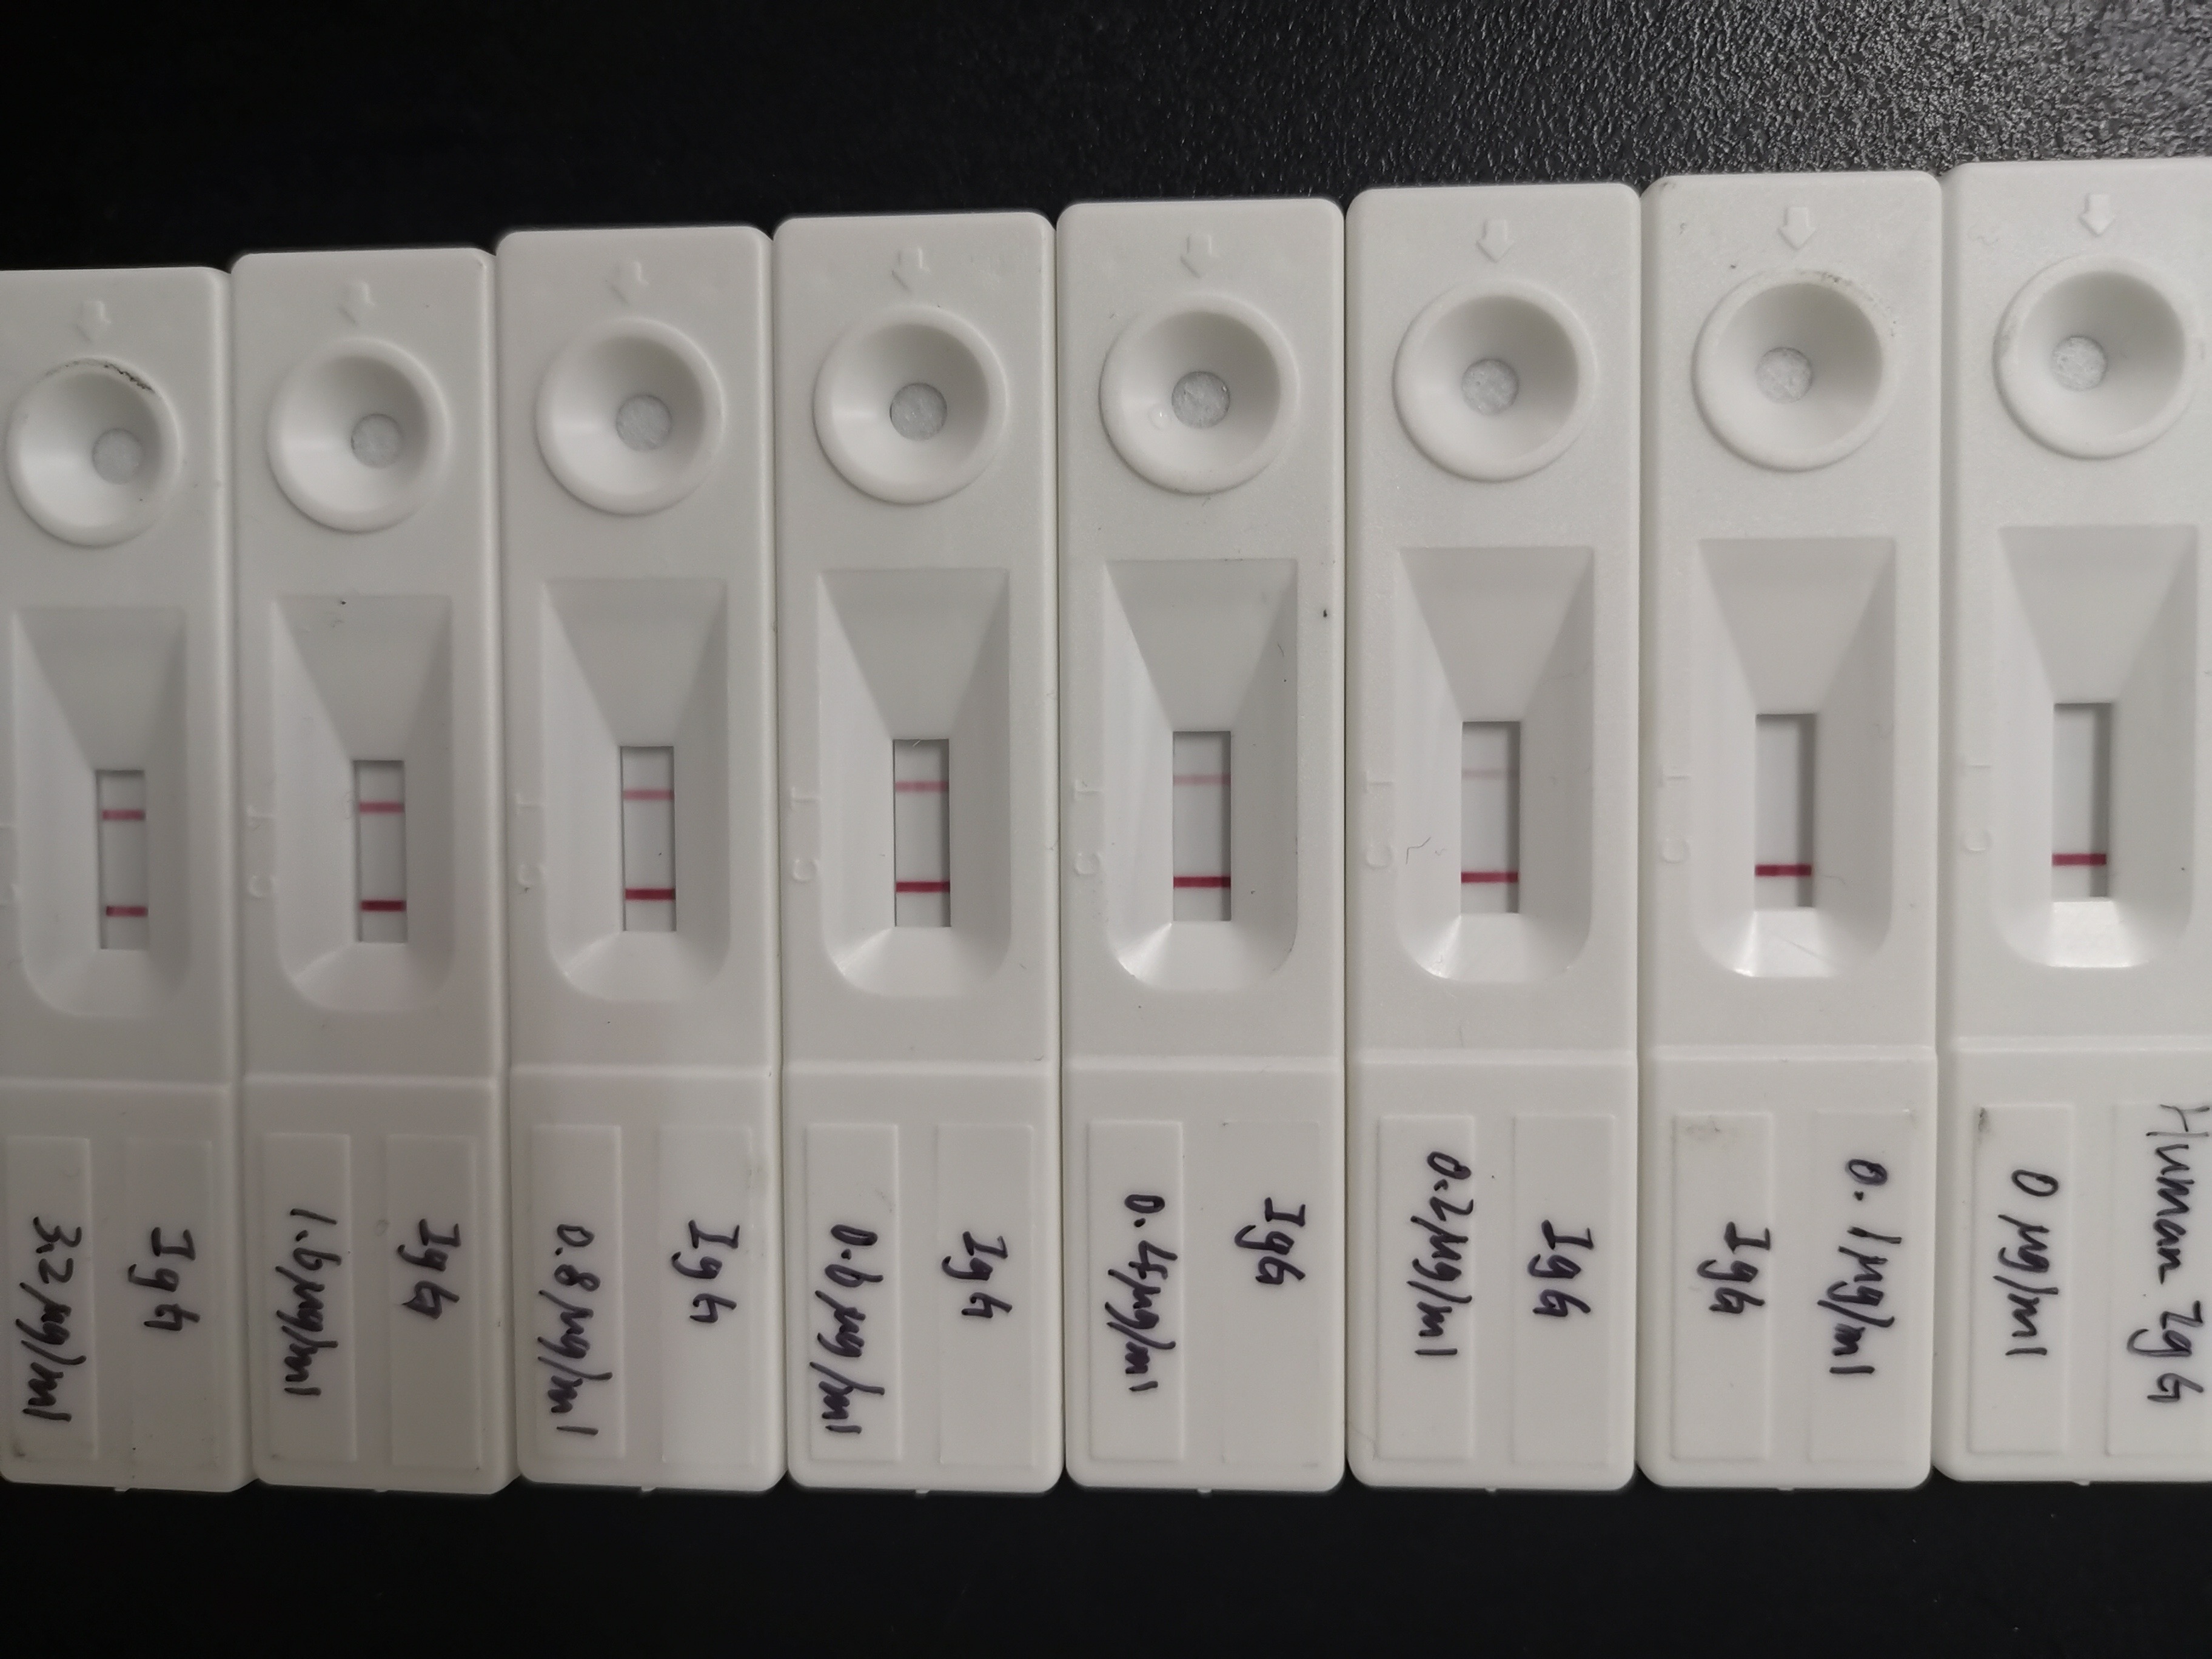 T
C
IgG
3.2 μg/ml
T
C
IgG
1.6 μg/ml
T
C
IgG
0.8 μg/ml
T
C
IgG
0.6 μg/ml
T
C
IgG
0.4 μg/ml
T
C
IgG
0.2 μg/ml
T
C
0.1 μg/ml
IgG
T
C
Human IgG
0 μg/ml